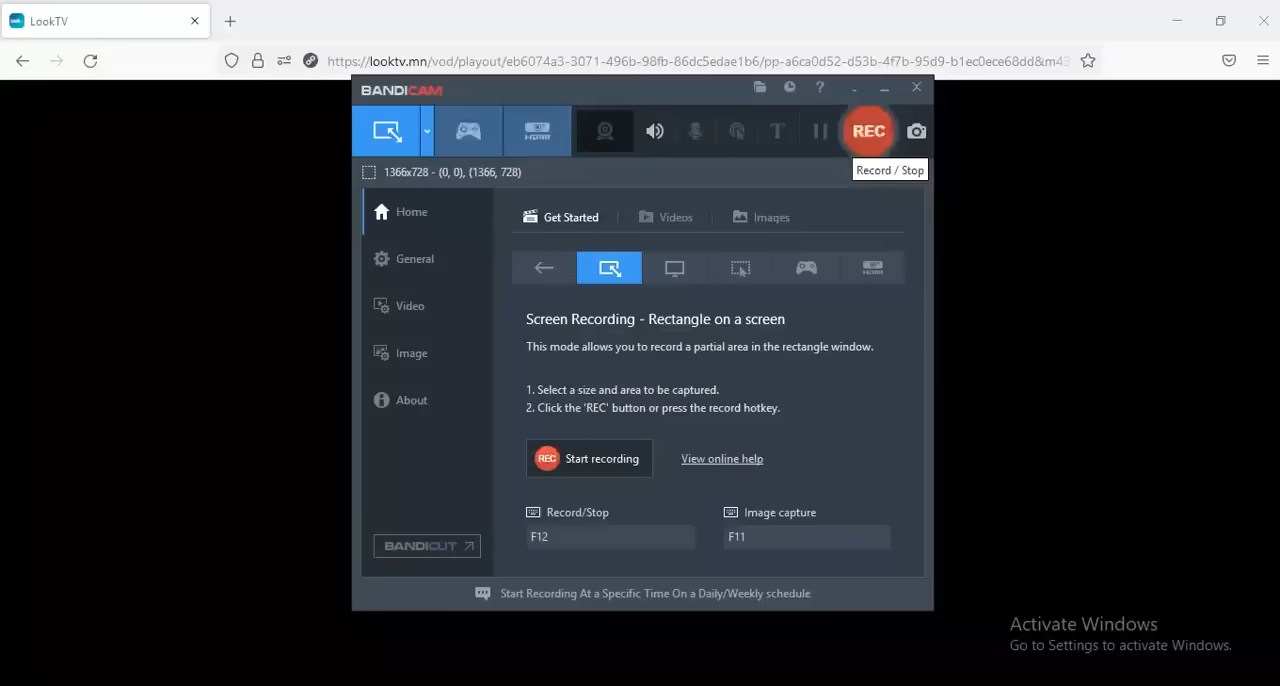 LookTV
https://looktv.mn/vod/playout/eb6074a3-3071-496b-98fb-86dc5edae1b6/pp-a6ca0d52-d53b-4f7b-95d9-b1ec0ece68dd&m43
BANDICAM
REC
1366x728 - (0, 0), (1366, 728)
Record / Stop
Home
General
Video
Image
About
BANDICUT
Get Started
Videos
Images
Screen Recording - Rectangle on a screen
This mode allows you to record a partial area in the rectangle window.
1. Select a size and area to be captured.
2. Click the 'REC' button or press the record hotkey.
REC Start recording
View online help
Record/Stop
Image capture
F12
F11
Start Recording At a Specific Time On a Daily/Weekly schedule
Activate Windows
Go to Settings to activate Windows.